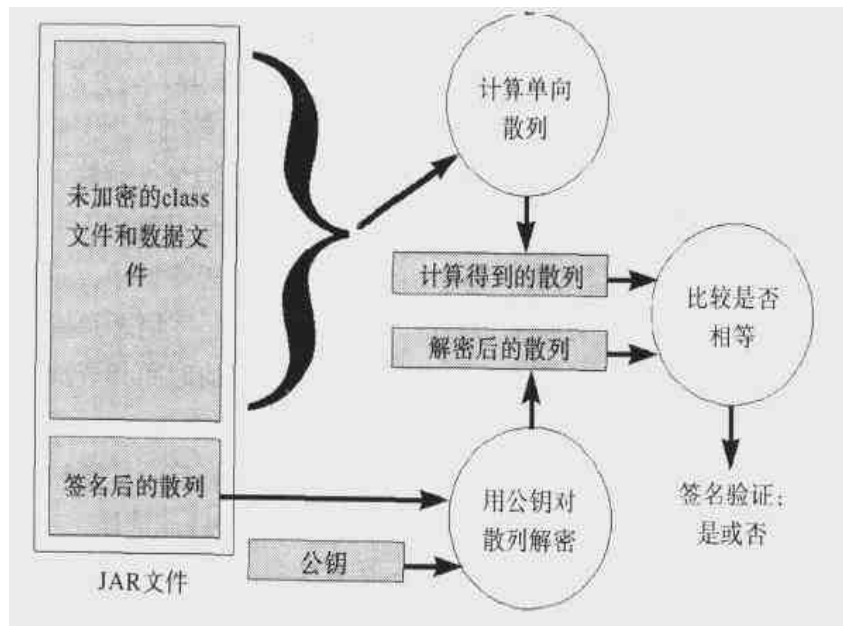 计算单向
散列
未加密的class
文件和数据文
件
计算得到的散列
比较是否
相等
解密后的散列
签名后的散列
用公钥对
散列解密
签名验证：
是或否
公钥
JAR文件